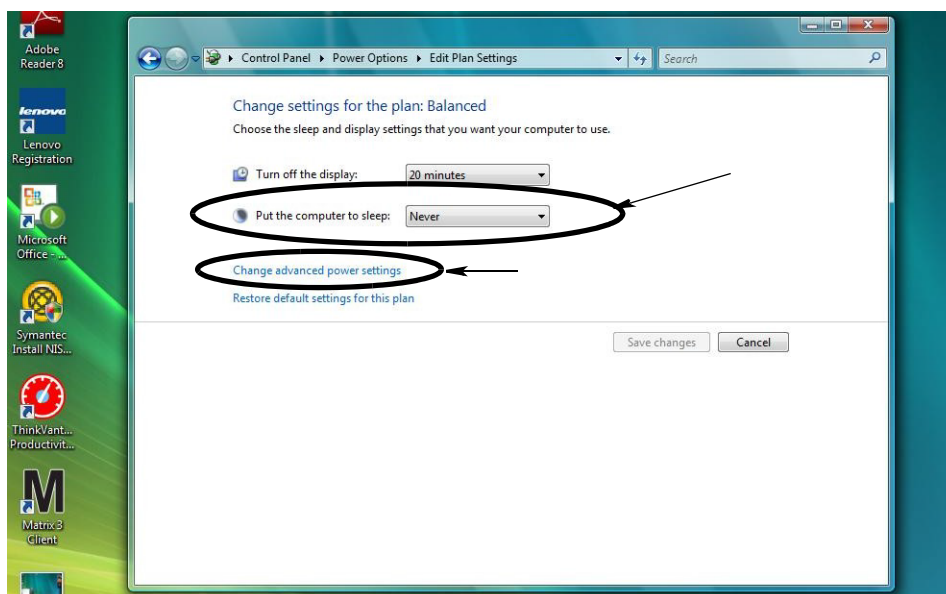 Adobe
Reader 8
lenovo
Lenovo
Registration
Microsoft
Office - ...
Symantec
Install NIS...
ThinkVant...
Productivit...
M
Matrix 3
Client
Control Panel
Power Options
Edit Plan Settings
Search
Change settings for the plan: Balanced
Choose the sleep and display settings that you want your computer to use.
Turn off the display: 20 minutes
Put the computer to sleep: Never
Change advanced power settings
Restore default settings for this plan
Save changes
Cancel